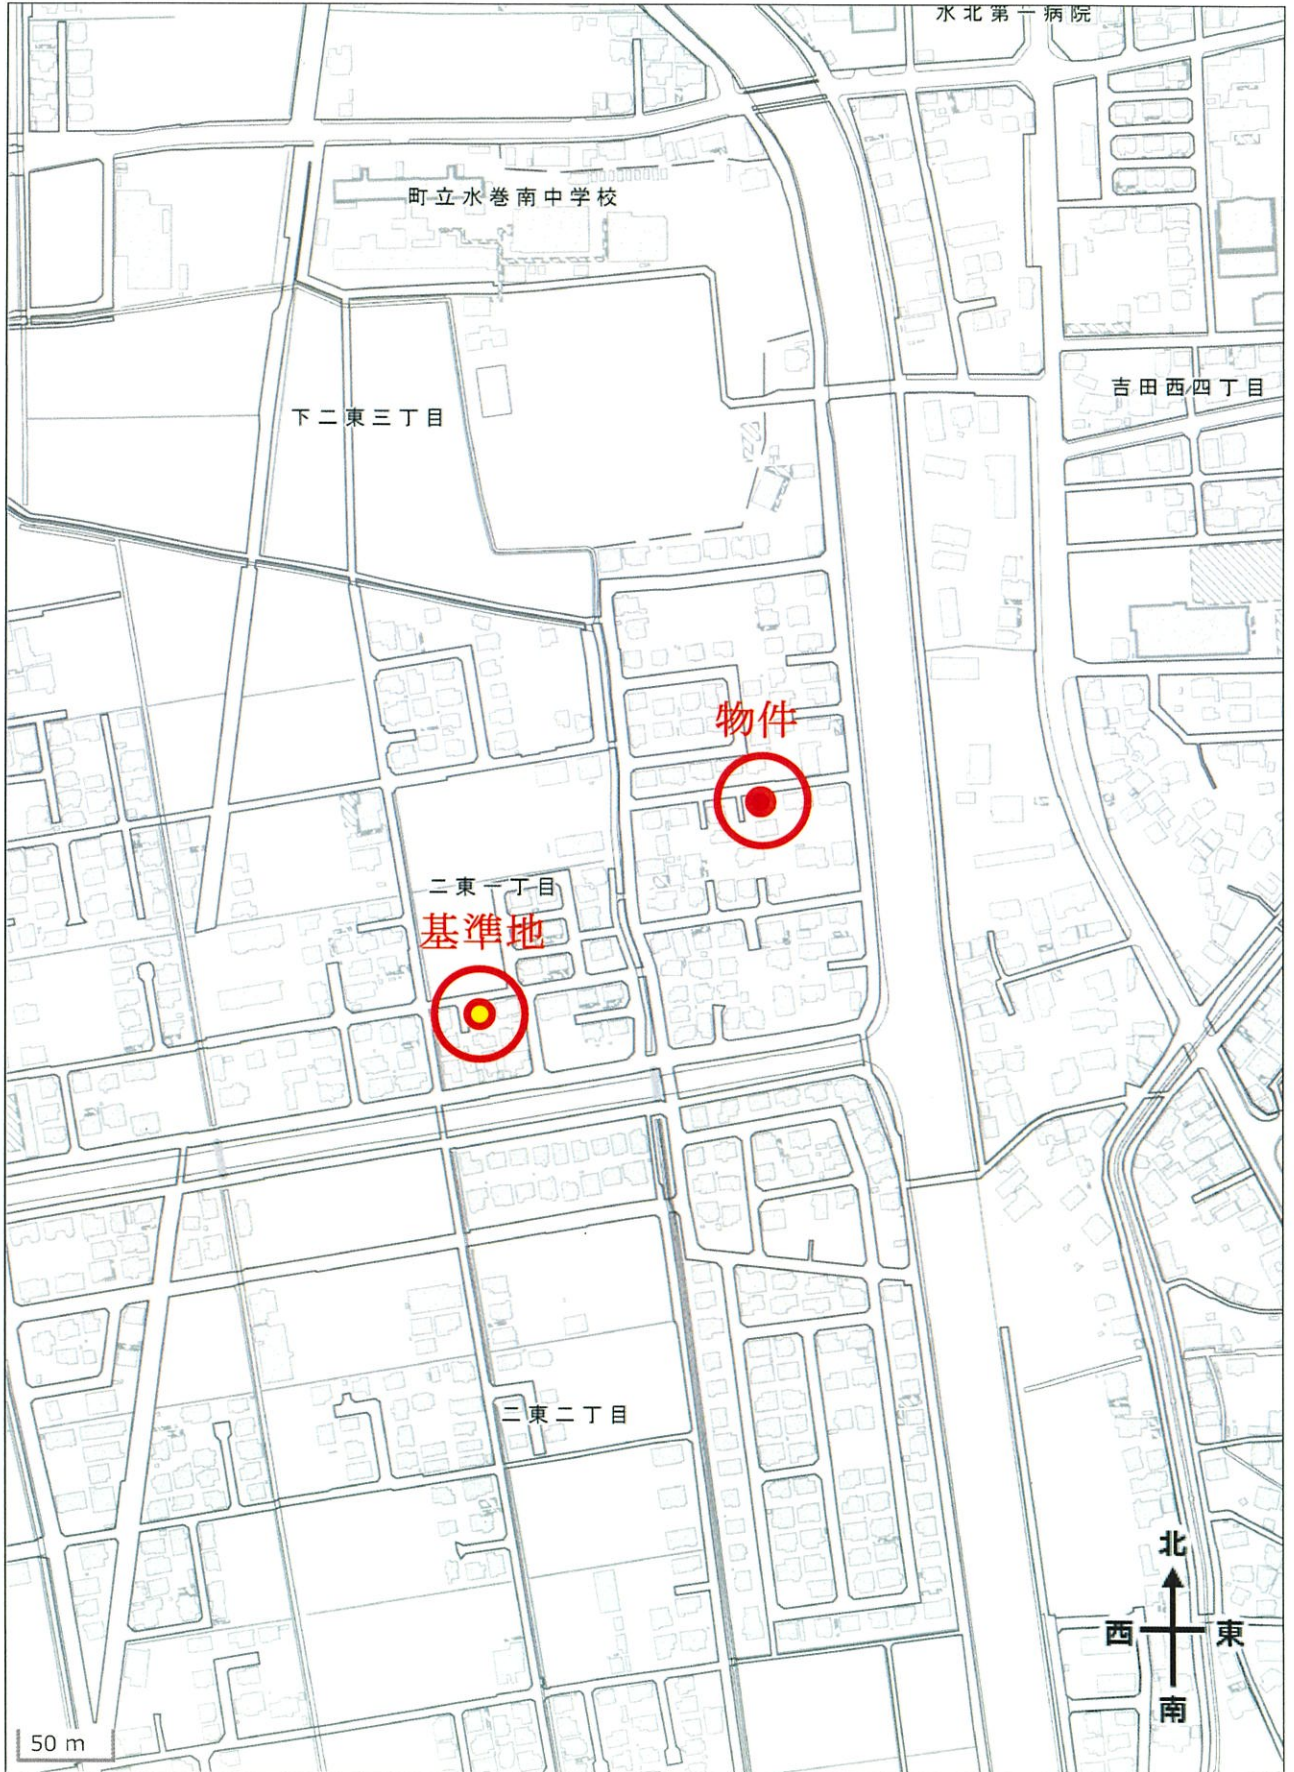 水北第一病院
町立水巻南中学校
吉田西四丁目
下二東三丁目
物件
二東一丁目
基準地
二東二丁目
北
西 東
南
50 m